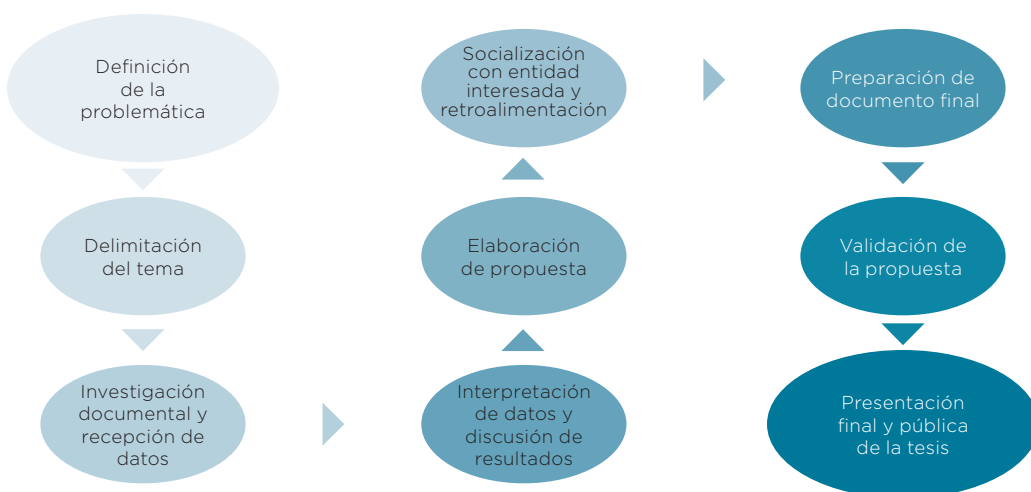 Definición
de la
problemática
Delimitación
del tema
Investigación
documental y
recepción de
datos
Interpretación
de datos y
discusión de
resultados
Elaboración
de propuesta
Socialización
con entidad
interesada y
retroalimentación
Preparación de
documento final
Validación de
la propuesta
Presentación
final y pública
de la tesis